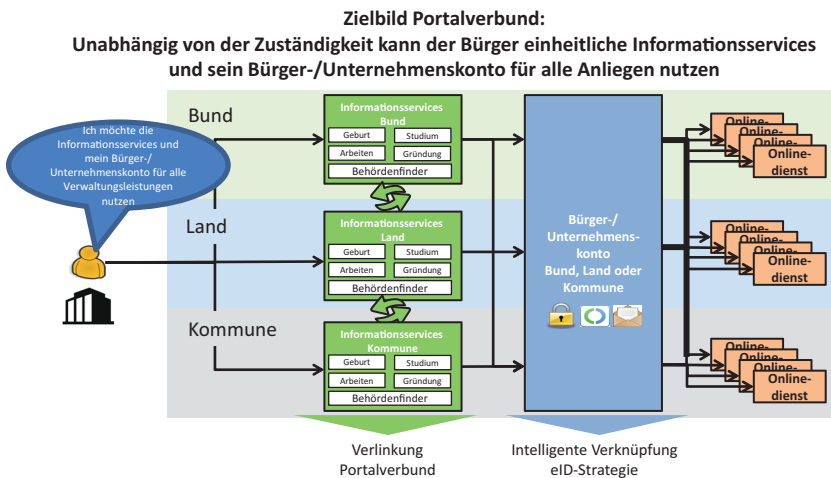 Zielbild Portalverbund:
Unabhängig von der Zuständigkeit kann der Bürger einheitliche Informationsservices
und sein Bürger-/Unternehmenskonto für alle Anliegen nutzen
Ich möchte die
Informationsservices und
mein Bürger-/
Unternehmenskonto für alle
Verwaltungsleistungen
nutzen
Bund
Informationsservices
Bund
Geburt
Studium
Arbeiten
Gründung
Behördenfinder
Land
Informationsservices
Land
Geburt
Studium
Arbeiten
Gründung
Behördenfinder
Kommune
Informationsservices
Kommune
Geburt
Studium
Arbeiten
Gründung
Behördenfinder
Bürger-/
Unternehmens-
konto
Bund, Land oder
Kommune
Online-
Online-
Online-
Online-
dienst
Online-
Online-
Online-
Online-
dienst
Online-
Online-
Online-
Online-
dienst
Verlinkung
Portalverbund
Intelligente Verknüpfung
eID-Strategie